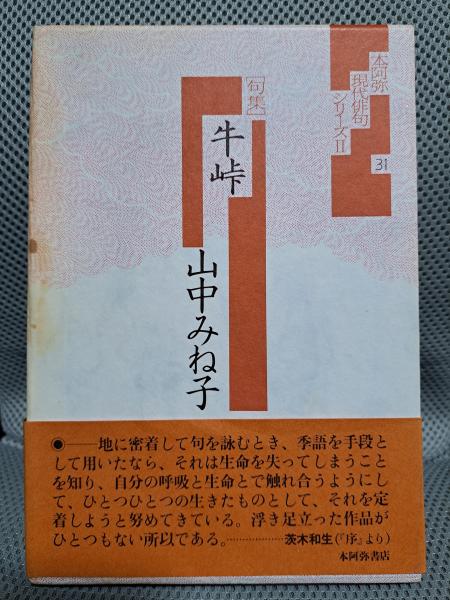 本阿弥
現代俳句
シリーズII
31
句集
牛峠
山中みね子
●――地に密着して句を詠むとき、季語を手段と
して用いたなら、それは生命を失ってしまうこと
を知り、自分の呼吸と生命とで触れ合うようにし
て、ひとつひとつの生きたものとして、それを定
着しようと努めてきている。浮き足立った作品が
ひとつもない所以である。………………茨木和生(『序』より)
本阿弥書店